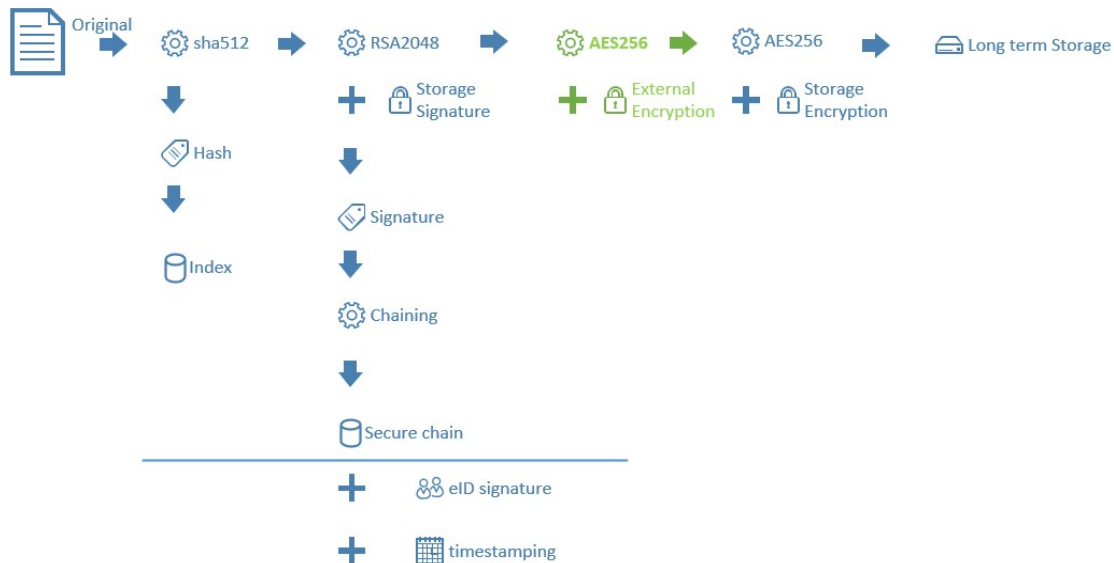 Original
sha512
RSA2048
AES256
AES256
Long term Storage
Storage
Signature
External
Encryption
Storage
Encryption
Hash
Signature
Index
Chaining
Secure chain
eID signature
timestamping